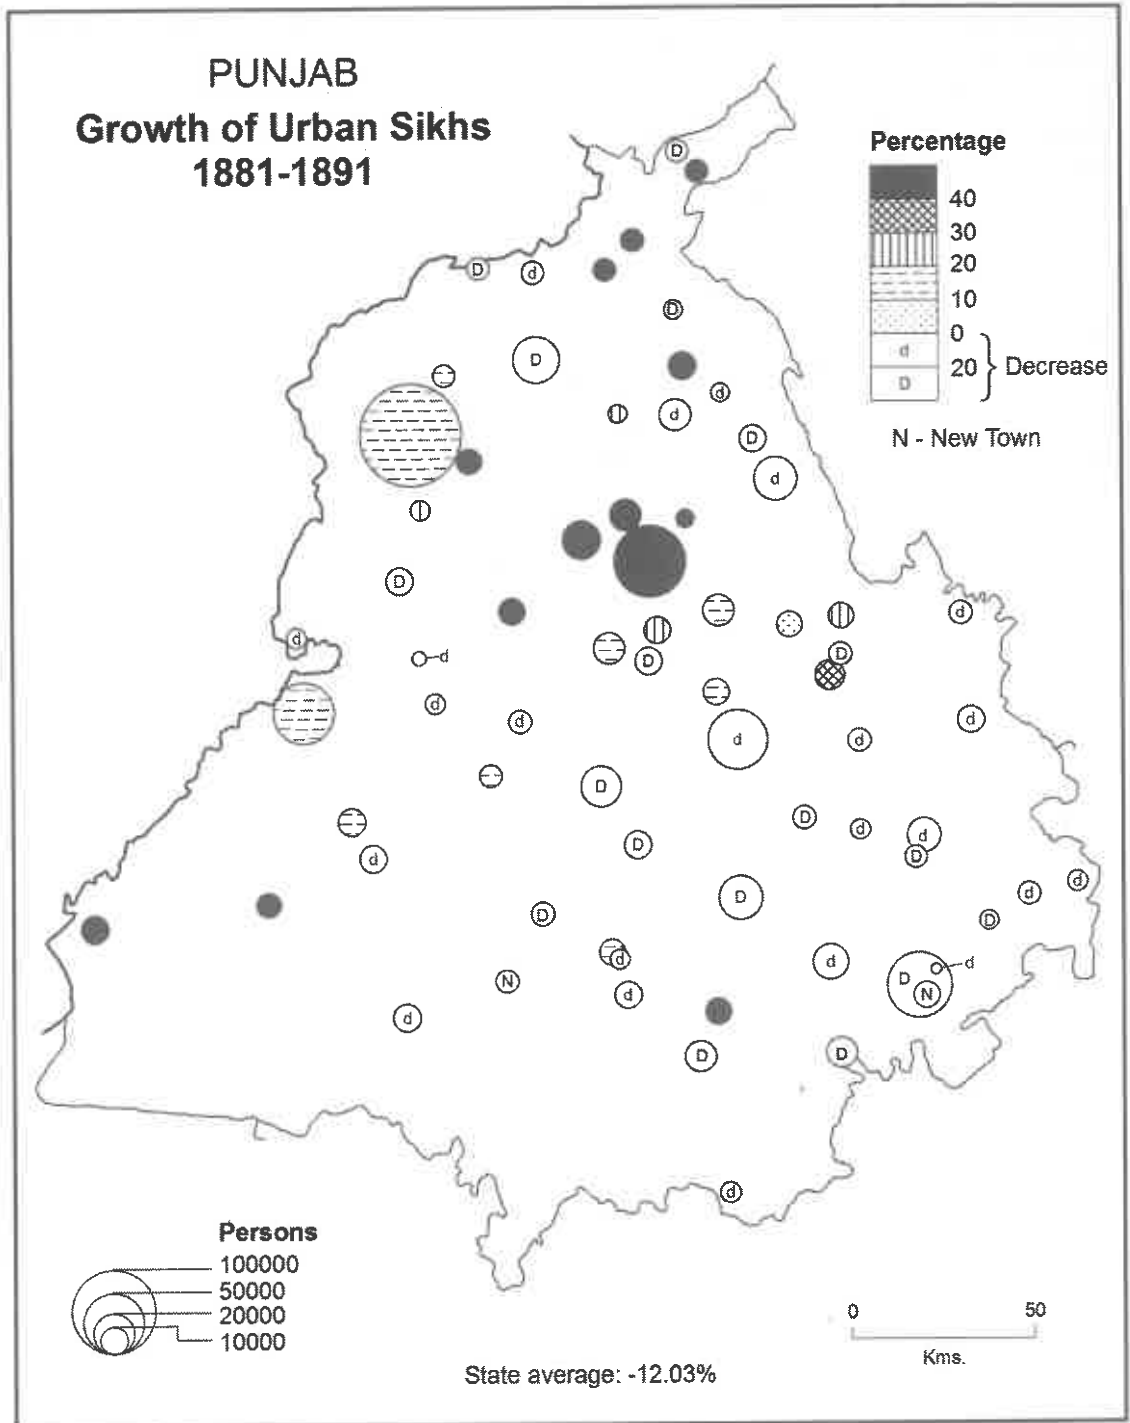 PUNJAB
Growth of Urban Sikhs
1881-1891
Percentage
40
30
20
10
0
d
20
D
Decrease
N - New Town
D
D
d
D
D
d
d
D
d
D
d
d
D
D
d
d
d
d
d
d
D
D
d
d
D
D
d
d
d
D
D
D
d
d
d
D
N
N
d
d
D
D
d
Persons
100000
50000
20000
10000
0 50
Kms.
State average: -12.03%